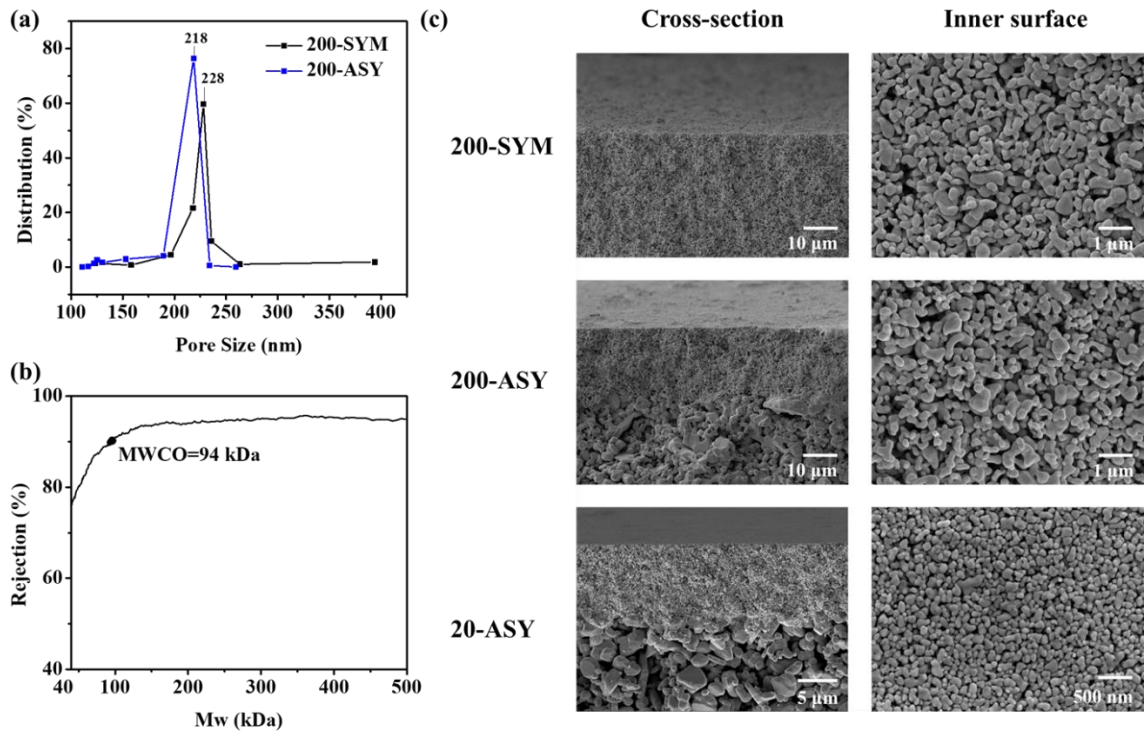 (a)
80
60
40
20
0
Distribution (%)
218
228
200-SYM
200-ASY
100 150 200 250 300 350 400
Pore Size (nm)
(b)
100
80
60
40
Rejection (%)
MWCO=94 kDa
40 100 200 300 400 500
Mw (kDa)
(c)
Cross-section Inner surface
200-SYM
10 μm
1 μm
200-ASY
10 μm
1 μm
20-ASY
5 μm
500 nm